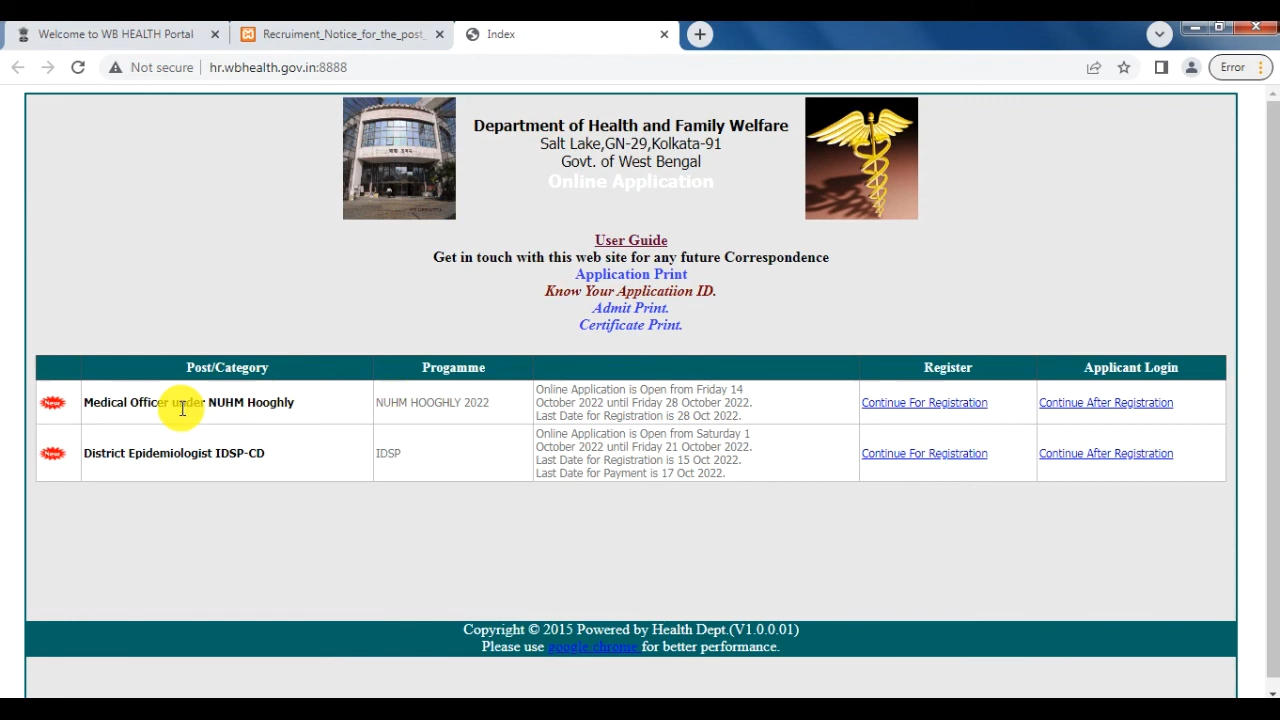 Welcome to WB HEALTH Portal
Recruiment_Notice_for_the_post_
Index
Not secure
hr.wbhealth.gov.in:8888
Error
Department of Health and Family Welfare
Salt Lake,GN-29,Kolkata-91
Govt. of West Bengal
Online Application
User Guide
Get in touch with this web site for any future Correspondence
Application Print
Know Your Applicatiion ID.
Admit Print.
Certificate Print.
Post/Category Progamme Register Applicant Login
New
Medical Officer under NUHM Hooghly
NUHM HOOGHLY 2022
Online Application is Open from Friday 14
October 2022 until Friday 28 October 2022.
Last Date for Registration is 28 Oct 2022.
Continue For Registration
Continue After Registration
New
District Epidemiologist IDSP-CD
IDSP
Online Application is Open from Saturday 1
October 2022 until Friday 21 October 2022.
Last Date for Registration is 15 Oct 2022.
Last Date for Payment is 17 Oct 2022.
Continue For Registration
Continue After Registration
Copyright © 2015 Powered by Health Dept.(V1.0.0.01)
Please use google chrome for better performance.